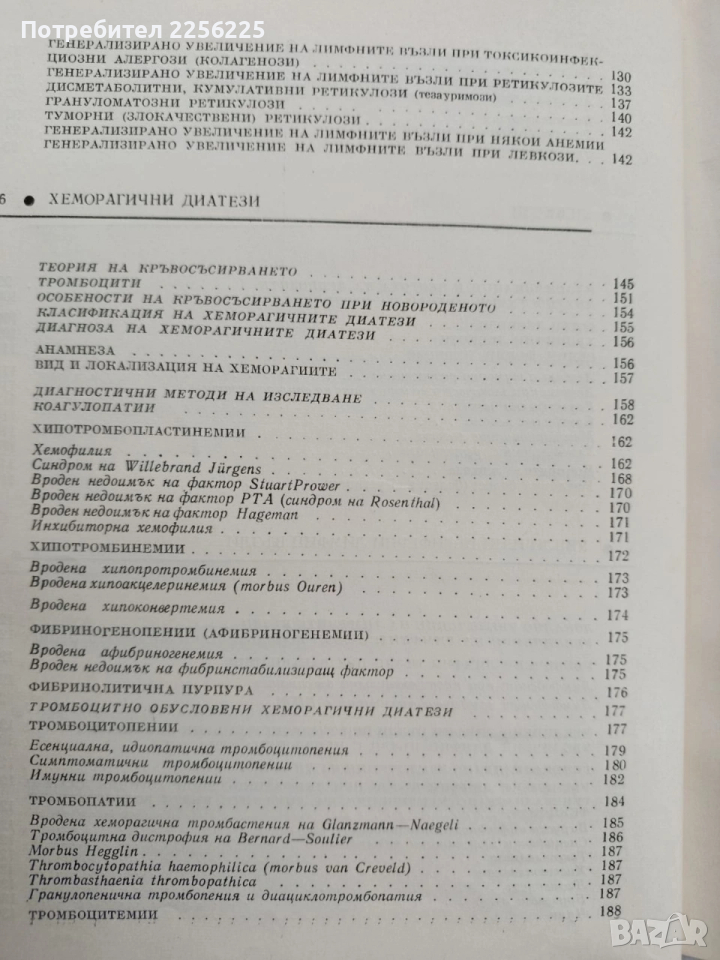 Потребител 2256225
ГЕНЕРАЛИЗИРАНО УВЕЛИЧЕНИЕ НА ЛИМФНИТЕ ВЪЗЛИ ПРИ ТОКСИКОИНФЕК-
ЦИОЗНИ АЛЕРГОЗИ (КОЛАГЕНОЗИ) 130
ГЕНЕРАЛИЗИРАНО УВЕЛИЧЕНИЕ НА ЛИМФНИТЕ ВЪЗЛИ ПРИ РЕТИКУЛОЗИТЕ 133
ДИСМЕТАБОЛИТНИ, КУМУЛАТИВНИ РЕТИКУЛОЗИ (тезауримози) 137
ГРАНУЛОМАТОЗНИ РЕТИКУЛОЗИ 140
ТУМОРНИ (ЗЛОКАЧЕСТВЕНИ) РЕТИКУЛОЗИ 142
ГЕНЕРАЛИЗИРАНО УВЕЛИЧЕНИЕ НА ЛИМФНИТЕ ВЪЗЛИ ПРИ НЯКОИ АНЕМИИ
ГЕНЕРАЛИЗИРАНО УВЕЛИЧЕНИЕ НА ЛИМФНИТЕ ВЪЗЛИ ПРИ ЛЕВКОЗИ 142
6 ● ХЕМОРАГИЧНИ ДИАТЕЗИ
ТЕОРИЯ НА КРЪВОСЪСИРВАНЕТО 145
ТРОМБОЦИТИ 151
ОСОБЕНОСТИ НА КРЪВОСЪСИРВАНЕТО ПРИ НОВОРОДЕНОТО 154
КЛАСИФИКАЦИЯ НА ХЕМОРАГИЧНИТЕ ДИАТЕЗИ 155
ДИАГНОЗА НА ХЕМОРАГИЧНИТЕ ДИАТЕЗИ 156
АНАМНЕЗА 156
ВИД И ЛОКАЛИЗАЦИЯ НА ХЕМОРАГИИТЕ 157
ДИАГНОСТИЧНИ МЕТОДИ НА ИЗСЛЕДВАНЕ 158
КОАГУЛОПАТИИ 162
ХИПОТРОМБОПЛАСТИНЕМИИ 162
Хемофилия 162
Синдром на Willebrand Jürgens 168
Вроден недоимък на фактор StuartPrower 170
Вроден недоимък на фактор PTA (синдром на Rosenthal) 170
Вроден недоимък на фактор Hageman 171
Инхибиторна хемофилия 171
ХИПОТРОМБИНЕМИИ 172
Вродена хипопротромбинемия 173
Вродена хипоакцелеринемия (morbus Ouren) 173
Вродена хипоконвертемия 174
ФИБРИНОГЕНОПЕНИИ (АФИБРИНОГЕНЕМИИ) 175
Вродена афибриногенемия 175
Вроден недоимък на фибринстабилизиращ фактор 175
ФИБРИНОЛИТИЧНА ПУРПУРА 176
ТРОМБОЦИТНО ОБУСЛОВЕНИ ХЕМОРАГИЧНИ ДИАТЕЗИ 177
ТРОМБОЦИТОПЕНИИ 177
Есенциална, идиопатична тромбоцитопения 179
Симптоматични тромбоцитопении 180
Имунни тромбоцитопении 182
ТРОМБОПАТИИ 184
Вродена хеморагична тромбастения на Glanzmann—Naegeli 185
Тромбоцитна дистрофия на Bernard—Soulier 186
Morbus Hegglin 187
Thrombocytopathia haemophilica (morbus van Creveld) 187
Thrombasthaenia thrombopathica 187
Гранулопенична тромбопения и диациклотромбопатия 187
ТРОМБОЦИТЕМИИ 188
BAZAR